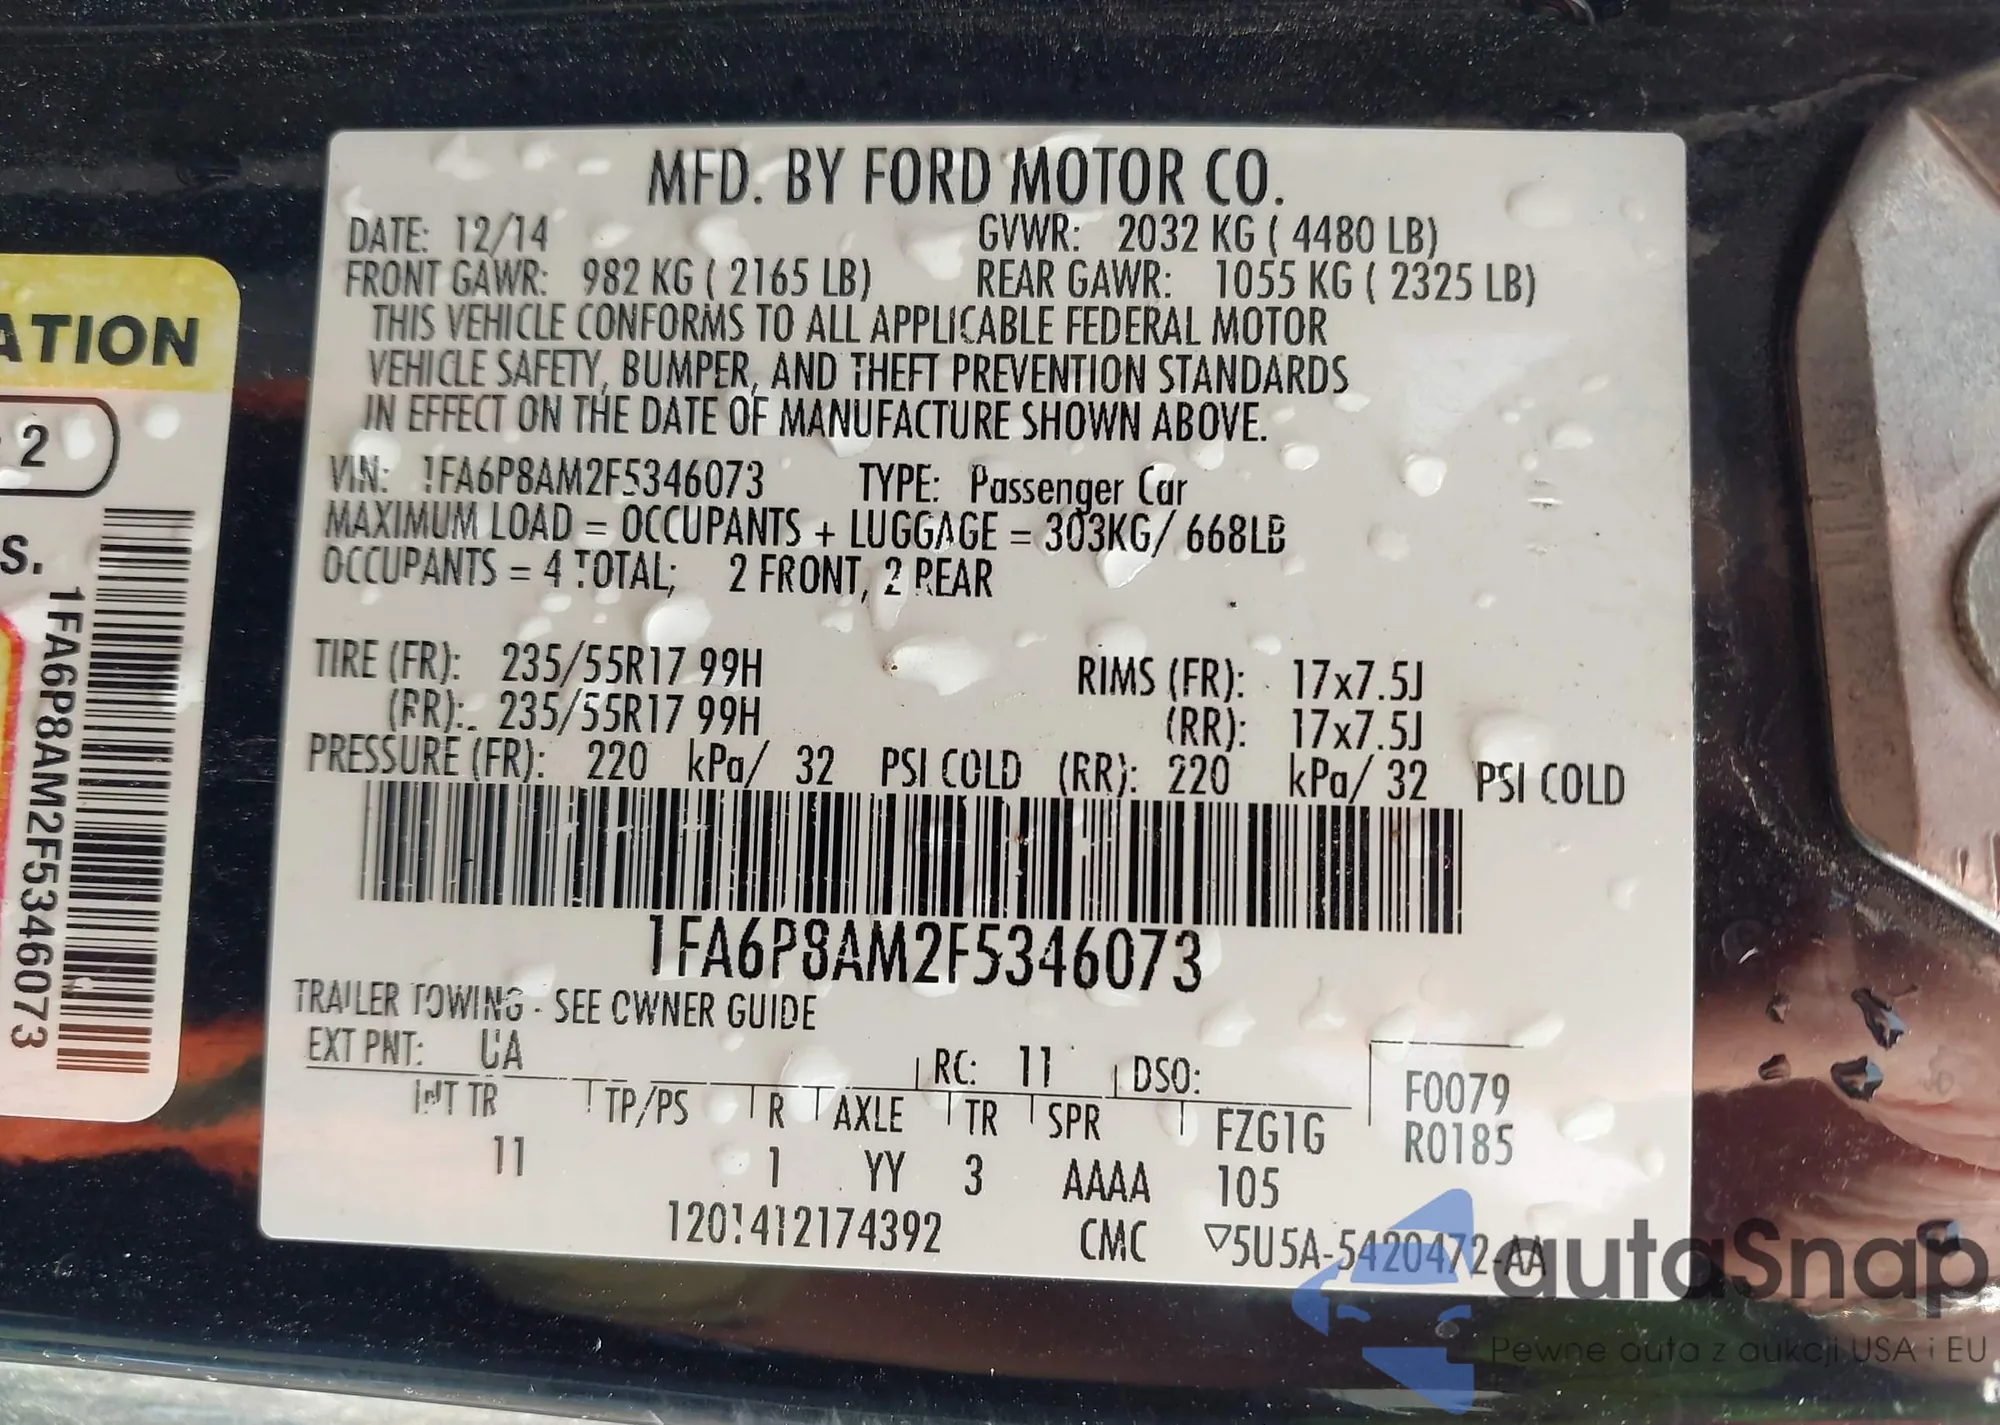 ATION
2
S.
1FA6P8AM2F5346073
MFD. BY FORD MOTOR CO.
DATE: 12/14 GVWR: 2032 KG ( 4480 LB)
FRONT GAWR: 982 KG ( 2165 LB) REAR GAWR: 1055 KG ( 2325 LB)
THIS VEHICLE CONFORMS TO ALL APPLICABLE FEDERAL MOTOR
VEHICLE SAFETY, BUMPER, AND THEFT PREVENTION STANDARDS
IN EFFECT ON THE DATE OF MANUFACTURE SHOWN ABOVE.
VIN: 1FA6P8AM2F5346073 TYPE: Passenger Car
MAXIMUM LOAD = OCCUPANTS + LUGGAGE = 303KG/ 668LB
OCCUPANTS = 4 TOTAL; 2 FRONT, 2 REAR
TIRE (FR): 235/55R17 99H RIMS (FR): 17x7.5J
(RR): 235/55R17 99H (RR): 17x7.5J
PRESSURE (FR): 220 kPa/ 32 PSI COLD (RR): 220 kPa/ 32 PSI COLD
1FA6P8AM2F5346073
TRAILER TOWING - SEE OWNER GUIDE
EXT PNT: RC: 11 DSO:
INT TR TP/PS R AXLE TR SPR FZG1G F0079
11 1 YY 3 AAAA 105 R0185
1201412174392 CMC ▽5U5A-5420472-AA
autaSnap
Pewne auta z aukcji USA i EU